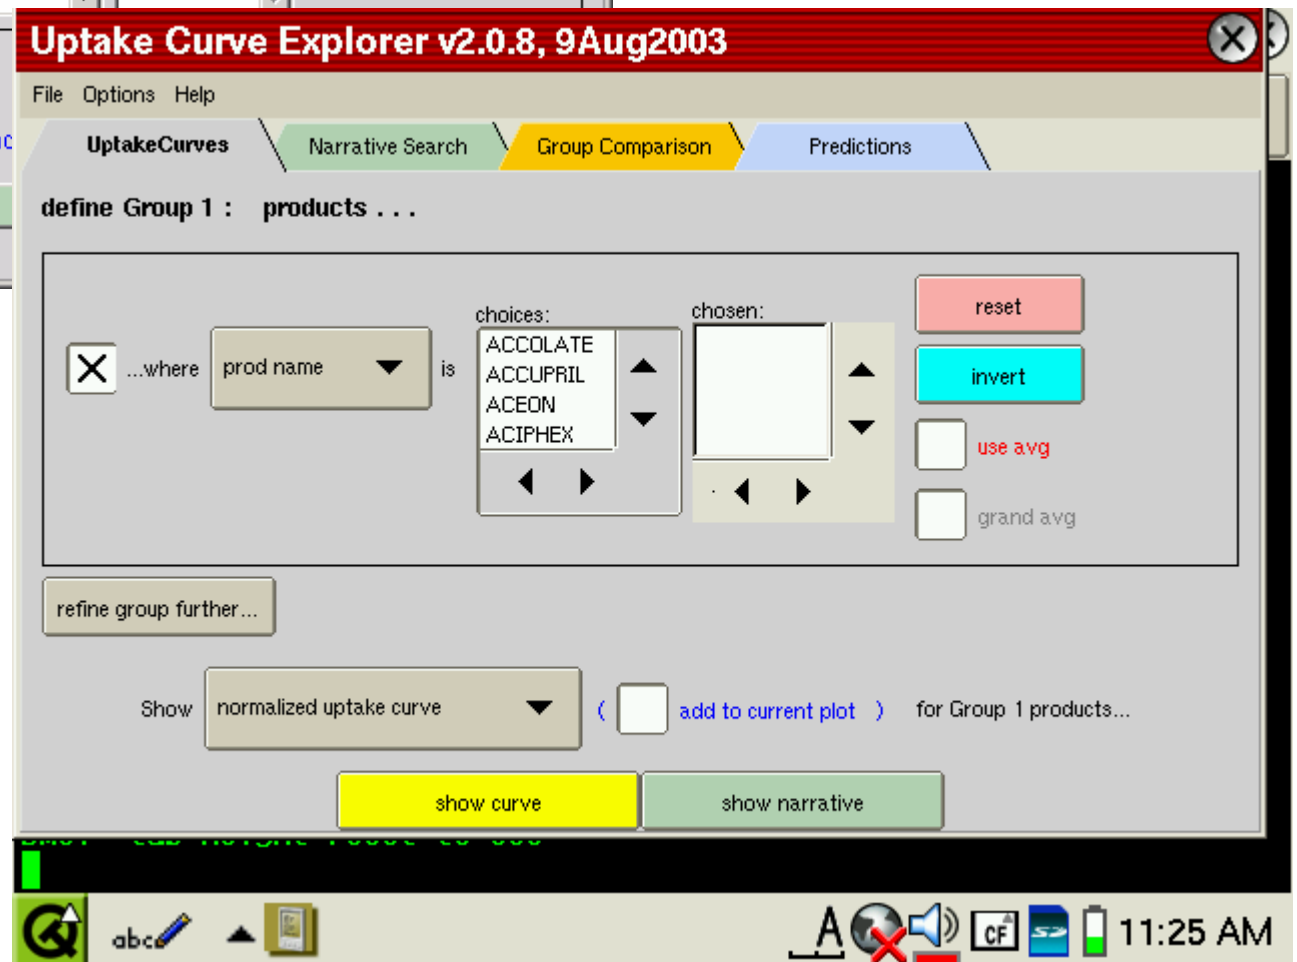 Uptake Curve Explorer v2.0.8, 9Aug2003
File Options Help
UptakeCurves Narrative Search Group Comparison Predictions
define Group 1 : products . . .
choices: chosen:
reset
...where prod name is
ACCOLATE
ACCUPRIL
ACEON
ACIPHEX
invert
use avg
grand avg
refine group further...
Show normalized uptake curve ( add to current plot ) for Group 1 products...
show curve show narrative
abc A CF 11:25 AM